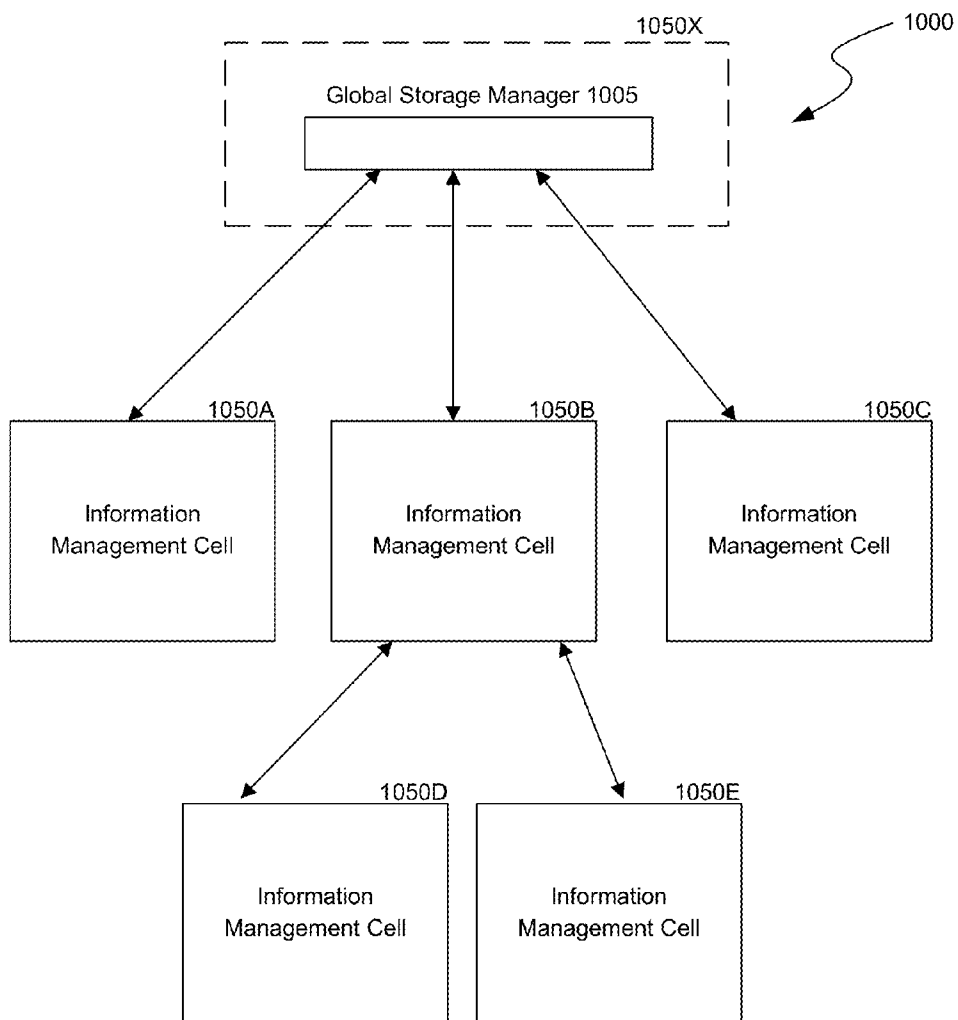 1050X
1000
Global Storage Manager 1005
1050A
1050B
1050C
Information
Management Cell
Information
Management Cell
Information
Management Cell
1050D
1050E
Information
Management Cell
Information
Management Cell